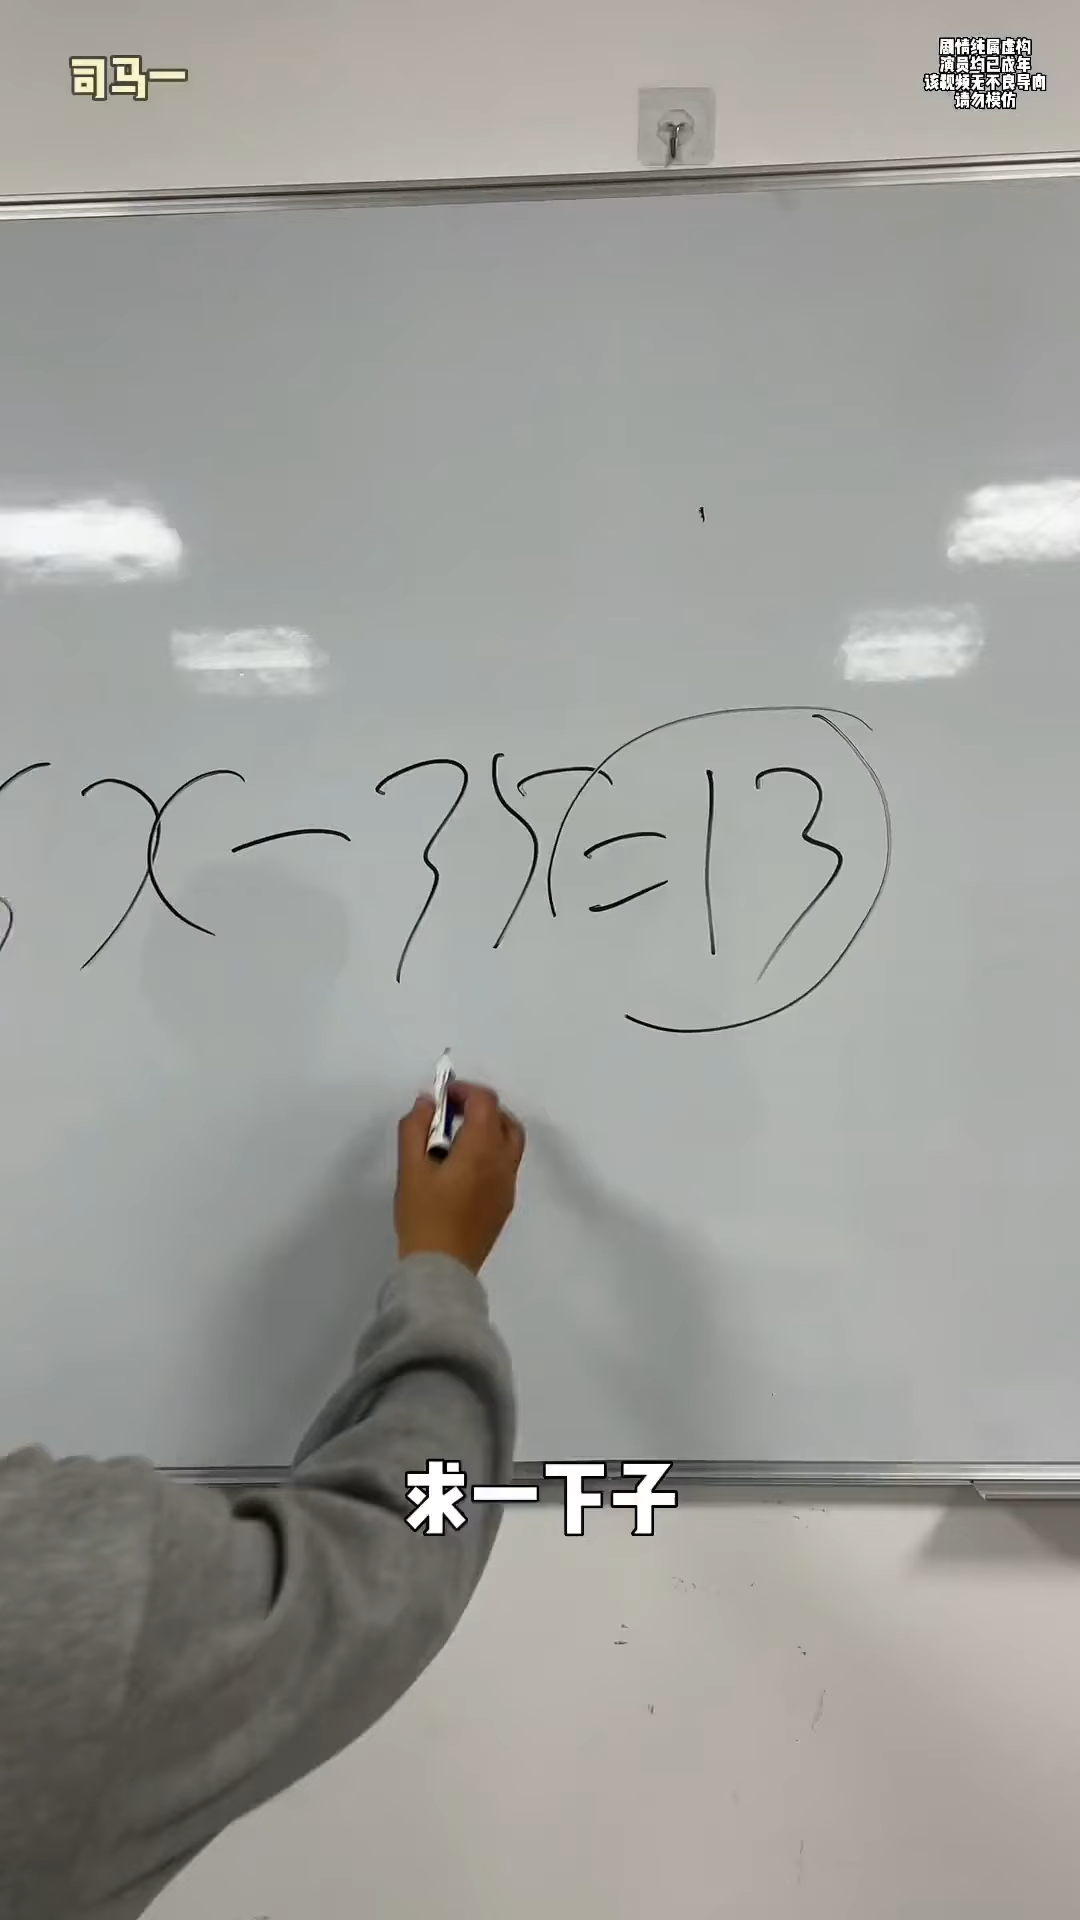 司马一
剧情纯属虚构
演员均已成年
该视频无不良导向
请勿模仿
x-35=13
求一下子